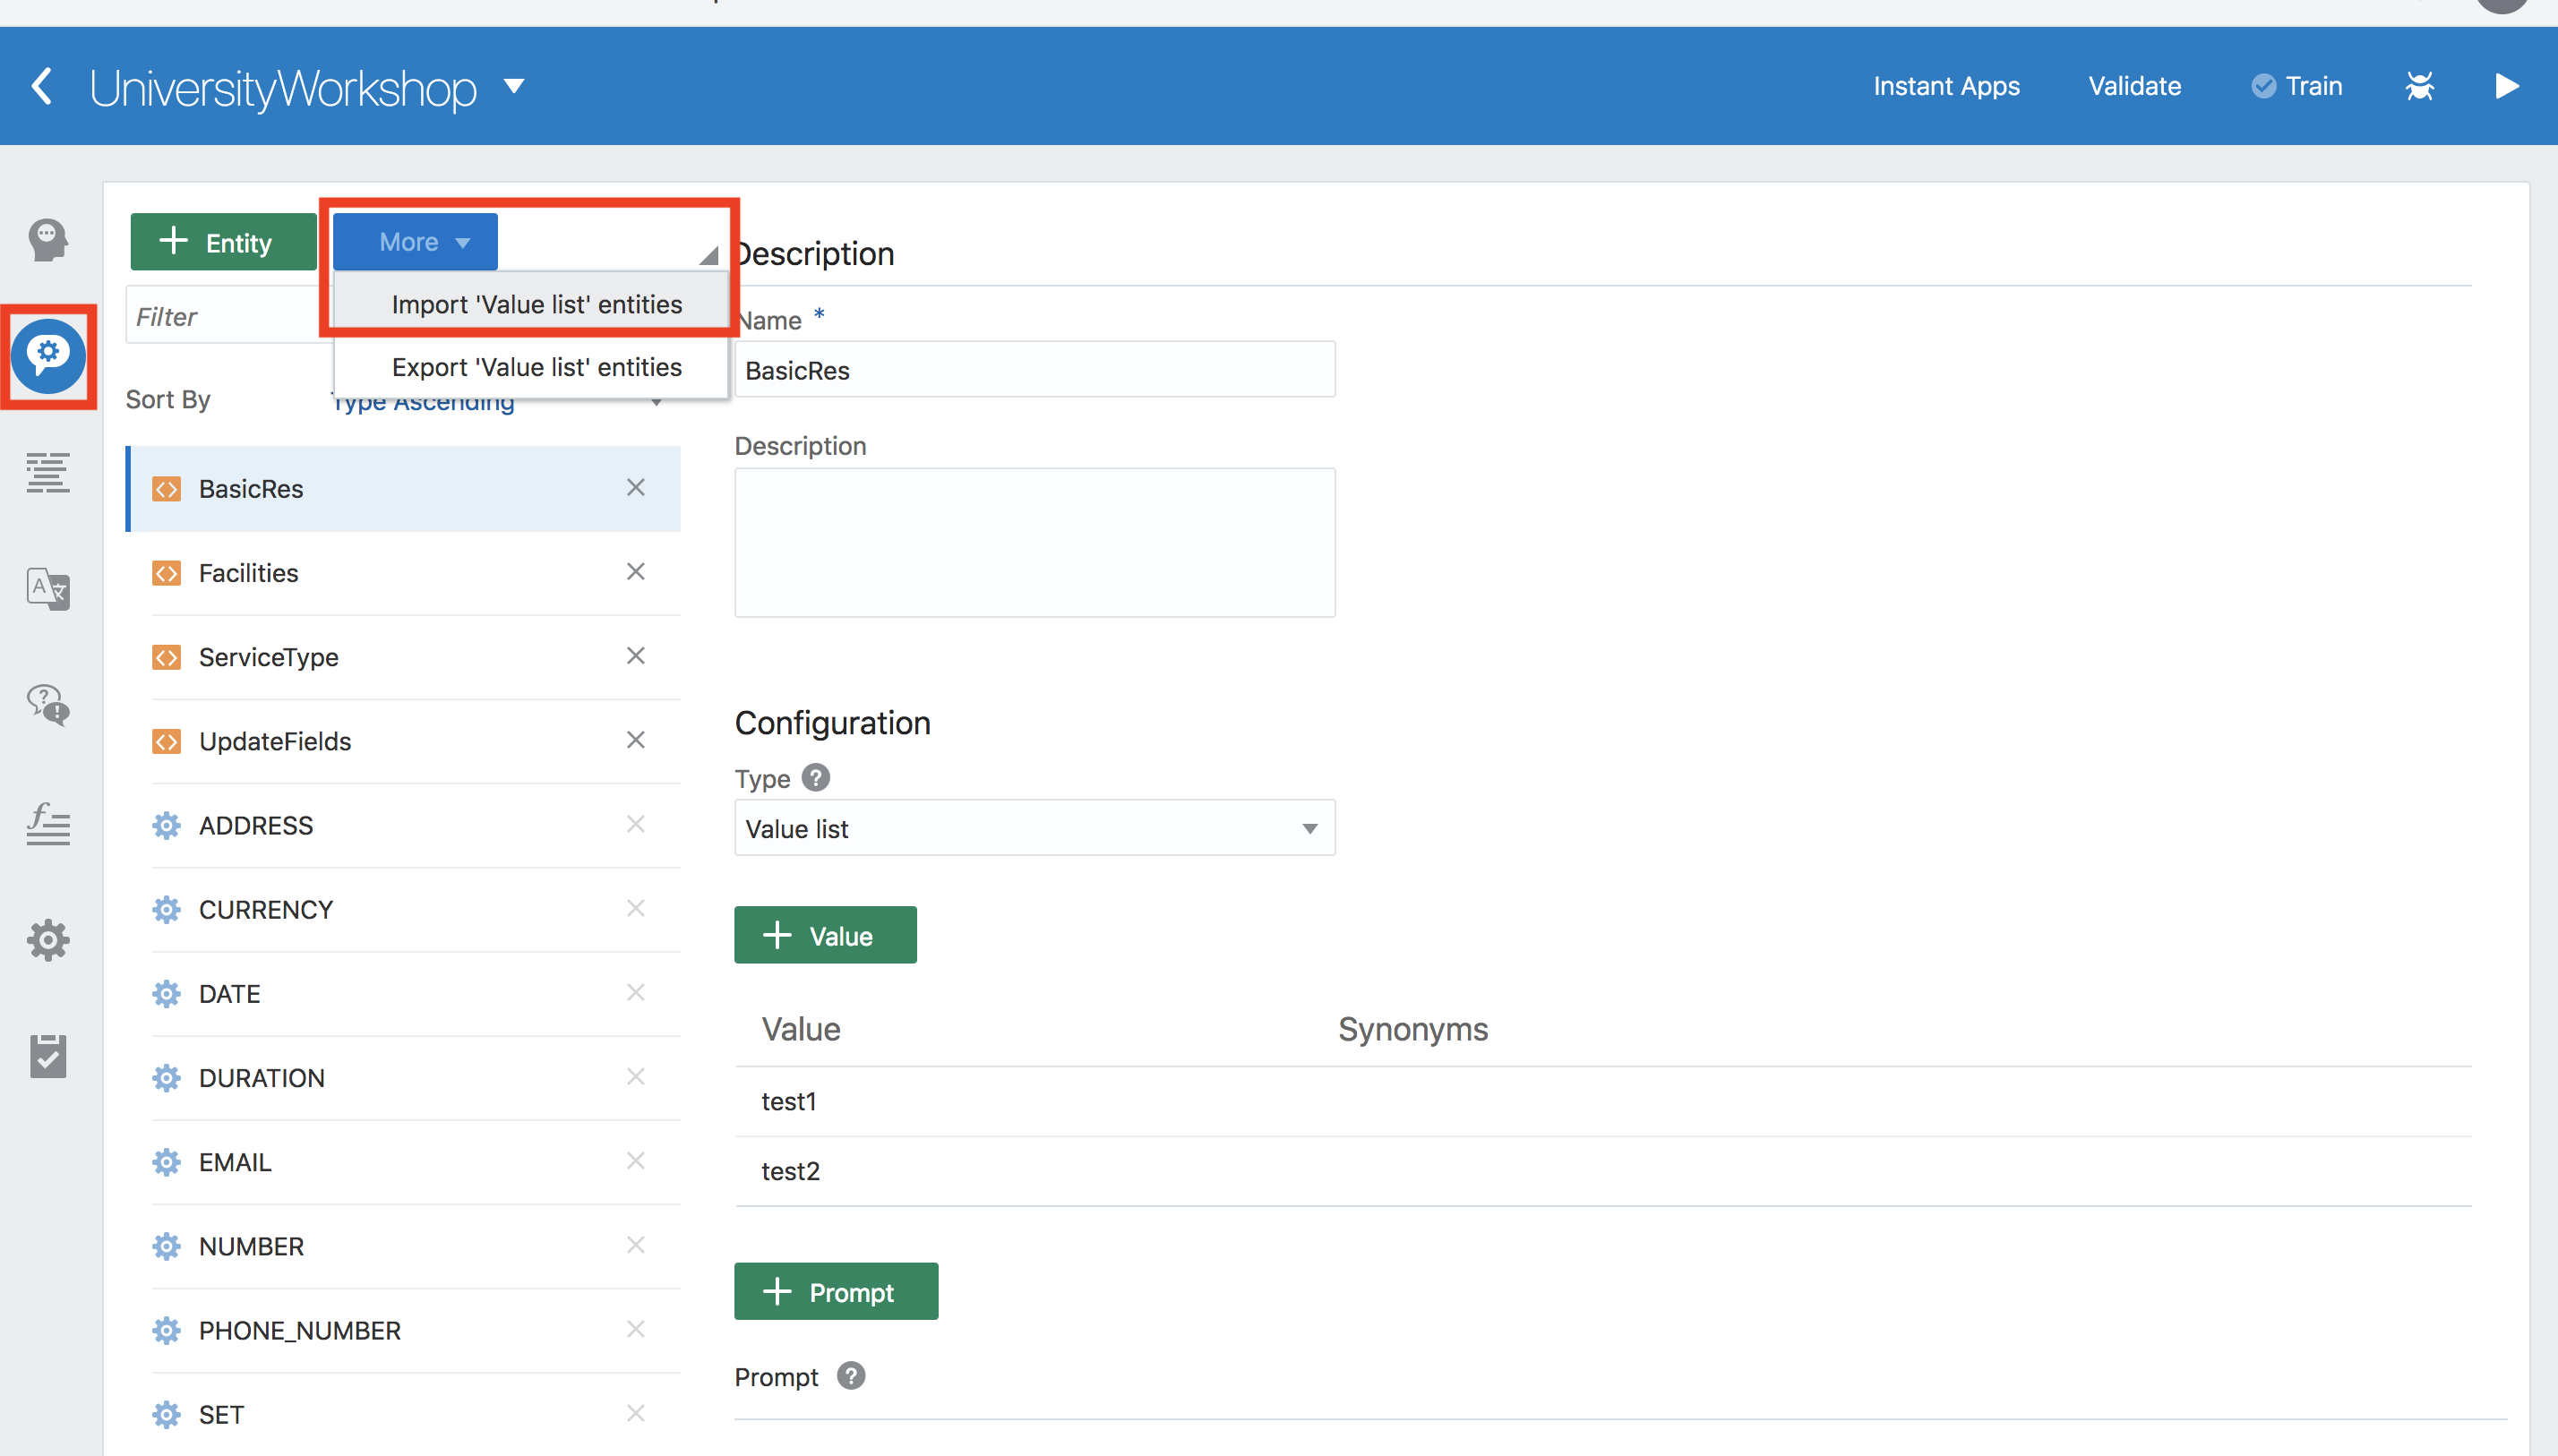 UniversityWorkshop
Instant Apps
Validate
Train
Entity
More
Import 'Value list' entities
Export 'Value list' entities
Filter
Sort By
Type Ascending
BasicRes
Facilities
ServiceType
UpdateFields
ADDRESS
CURRENCY
DATE
DURATION
EMAIL
NUMBER
PHONE_NUMBER
SET
Description
Name *
BasicRes
Description
Configuration
Type ?
Value list
Value
Value Synonyms
test1
test2
Prompt
Prompt ?